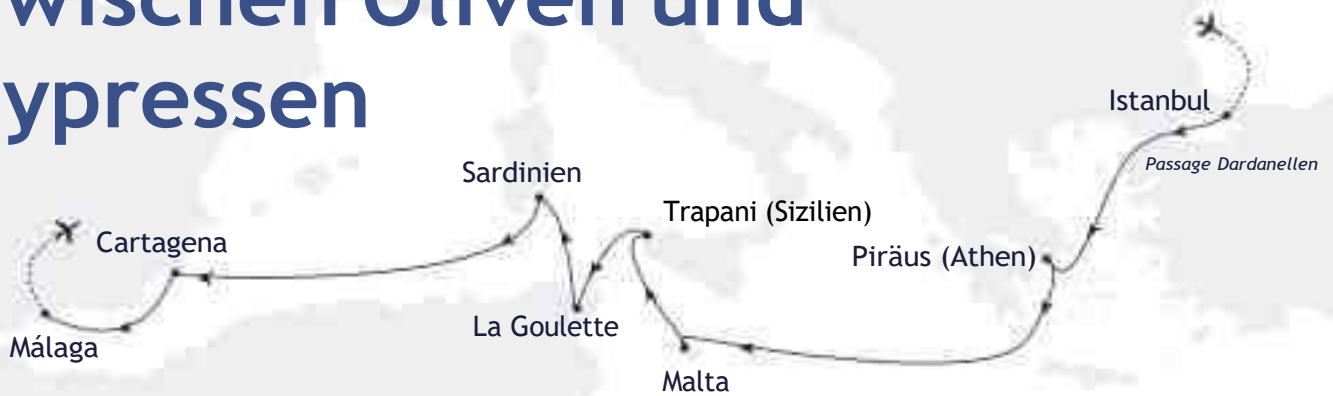 wischen Oliven und
ypressen
Istanbul
Passage Dardanellen
Sardinien
Trapani (Sizilien)
Cartagena
Piräus (Athen)
La Goulette
Málaga
Malta